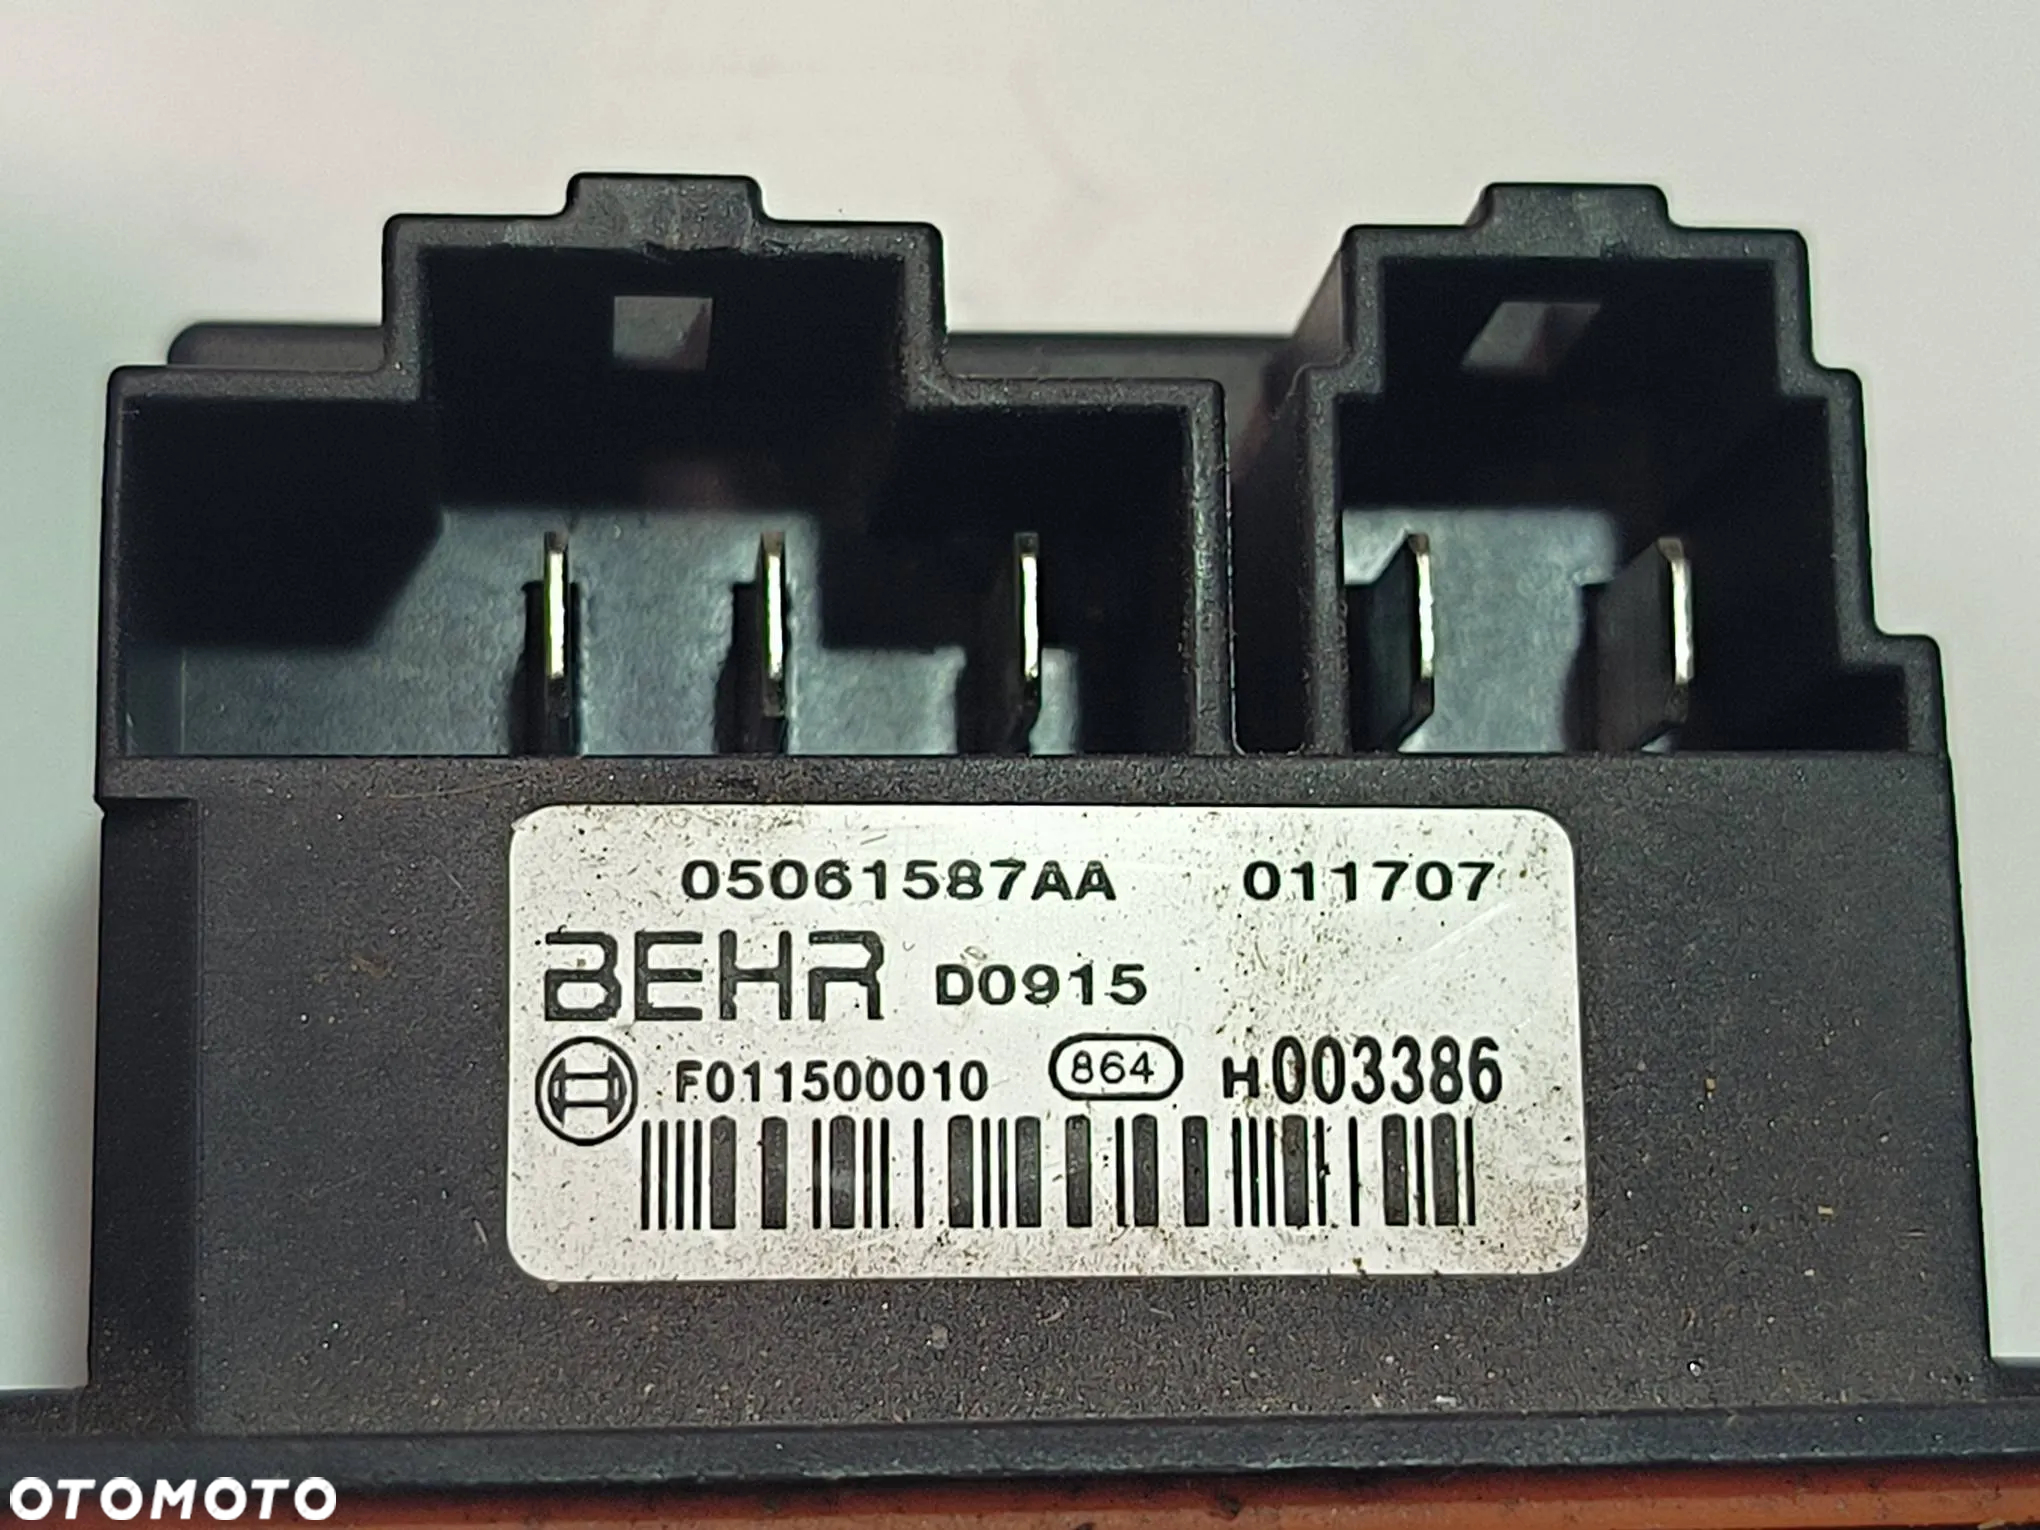 05061587AA 011707
BEHR D0915
F011500010 864 H003386
OTOMOTO